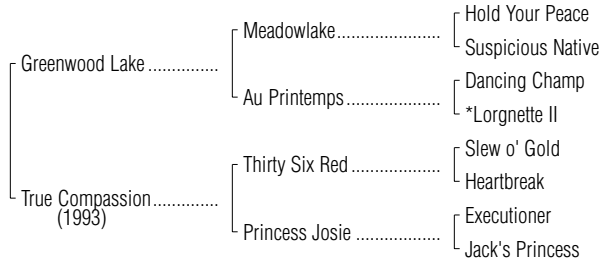 Hold Your Peace
Meadowlake....................
Suspicious Native
Greenwood Lake ..............
Dancing Champ
Au Printemps..................
*Lorgnette II
Slew o' Gold
Thirty Six Red .................
Heartbreak
True Compassion.............
(1993)
Executioner
Princess Josie ................
Jack's Princess